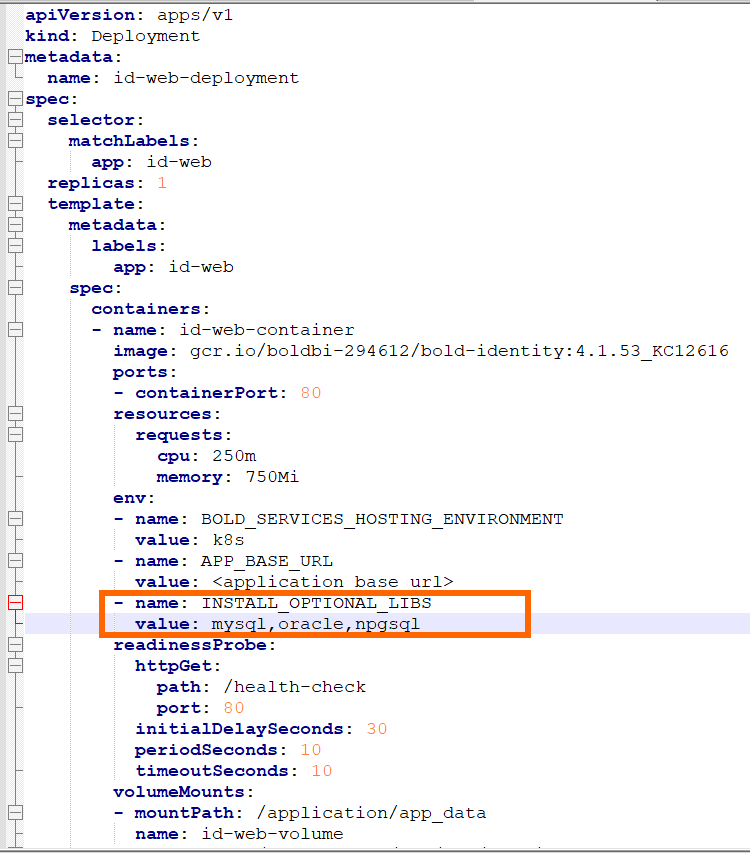 apiVersion: apps/v1
kind: Deployment
metadata:
  name: id-web-deployment
spec:
  selector:
    matchLabels:
      app: id-web
  replicas: 1
  template:
    metadata:
      labels:
        app: id-web
    spec:
      containers:
      - name: id-web-container
        image: gcr.io/boldbi-294612/bold-identity:4.1.53_KC12616
        ports:
        - containerPort: 80
        resources:
          requests:
            cpu: 250m
            memory: 750Mi
        env:
        - name: BOLD_SERVICES_HOSTING_ENVIRONMENT
          value: k8s
        - name: APP_BASE_URL
          value: <application base url>
        - name: INSTALL_OPTIONAL_LIBS
          value: mysql,oracle,npgsql
        readinessProbe:
          httpGet:
            path: /health-check
            port: 80
          initialDelaySeconds: 30
          periodSeconds: 10
          timeoutSeconds: 10
        volumeMounts:
        - mountPath: /application/app_data
          name: id-web-volume